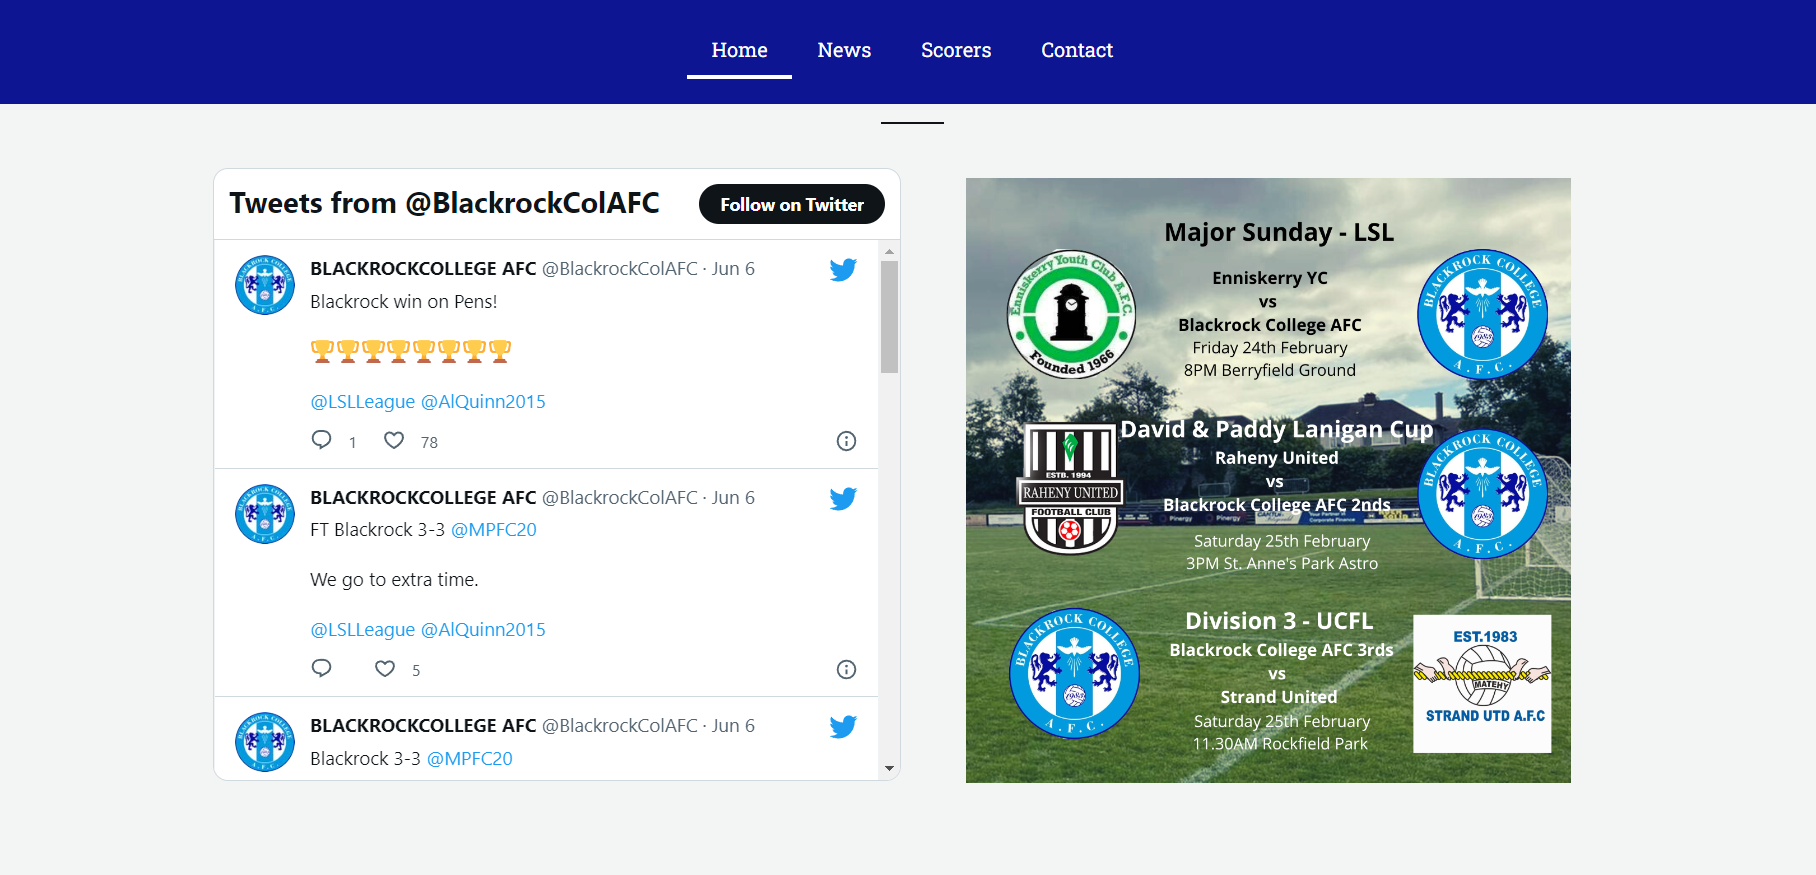 Home
News
Scorers
Contact
Tweets from @BlackrockColAFC
Follow on Twitter
BLACKROCKCOLLEGE AFC @BlackrockColAFC · Jun 6
Blackrock win on Pens!
🏆🏆🏆🏆🏆🏆🏆🏆
@LSLLeague @AlQuinn2015
1
78
BLACKROCKCOLLEGE AFC @BlackrockColAFC · Jun 6
FT Blackrock 3-3 @MPFC20
We go to extra time.
@LSLLeague @AlQuinn2015
5
BLACKROCKCOLLEGE AFC @BlackrockColAFC · Jun 6
Blackrock 3-3 @MPFC20
Major Sunday - LSL
Enniskerry Youth Club A.F.C.
Founded 1966
Enniskerry YC
vs
Blackrock College AFC
Friday 24th February
8PM Berryfield Ground
BLACKROCK COLLEGE
A.F.C.
David & Paddy Lanigan Cup
ESTB. 1994
RAHENY UNITED
FOOTBALL CLUB
Raheny United
vs
Blackrock College AFC 2nds
Saturday 25th February
3PM St. Anne's Park Astro
BLACKROCK COLLEGE
1983
A.F.C.
Division 3 - UCFL
BLACKROCK COLLEGE
1983
A.F.C.
Blackrock College AFC 3rds
vs
Strand United
Saturday 25th February
11.30AM Rockfield Park
EST.1983
MATEHY
STRAND UTD A.F.C